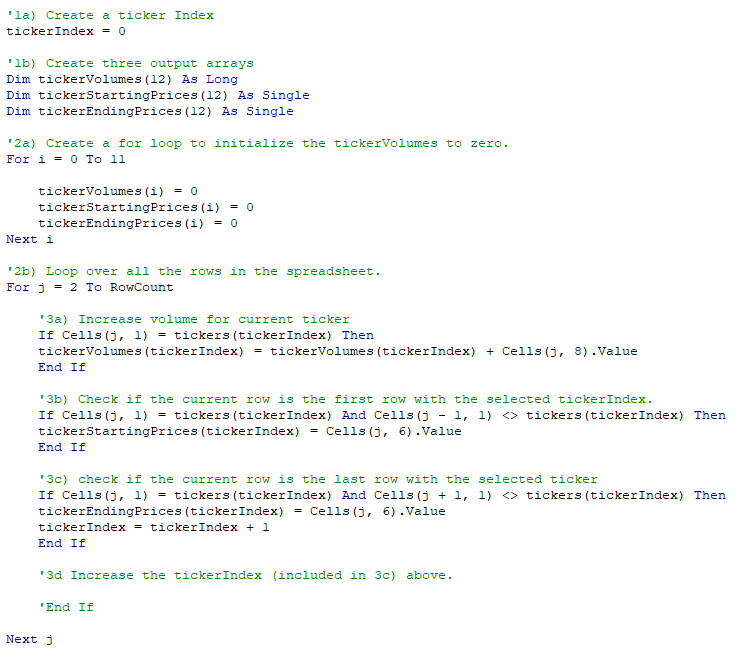 '1a) Create a ticker Index
tickerIndex = 0
'1b) Create three output arrays
Dim tickerVolumes(12) As Long
Dim tickerStartingPrices(12) As Single
Dim tickerEndingPrices(12) As Single
'2a) Create a for loop to initialize the tickerVolumes to zero.
For i = 0 To 11
tickerVolumes(i) = 0
tickerStartingPrices(i) = 0
tickerEndingPrices(i) = 0
Next i
'2b) Loop over all the rows in the spreadsheet.
For j = 2 To RowCount
'3a) Increase volume for current ticker
If Cells(j, 1) = tickers(tickerIndex) Then
tickerVolumes(tickerIndex) = tickerVolumes(tickerIndex) + Cells(j, 8).Value
End If
'3b) Check if the current row is the first row with the selected tickerIndex.
If Cells(j, 1) = tickers(tickerIndex) And Cells(j - 1, 1) <> tickers(tickerIndex) Then
tickerStartingPrices(tickerIndex) = Cells(j, 6).Value
End If
'3c) check if the current row is the last row with the selected ticker
If Cells(j, 1) = tickers(tickerIndex) And Cells(j + 1, 1) <> tickers(tickerIndex) Then
tickerEndingPrices(tickerIndex) = Cells(j, 6).Value
tickerIndex = tickerIndex + 1
End If
'3d Increase the tickerIndex (included in 3c) above.
'End If
Next j